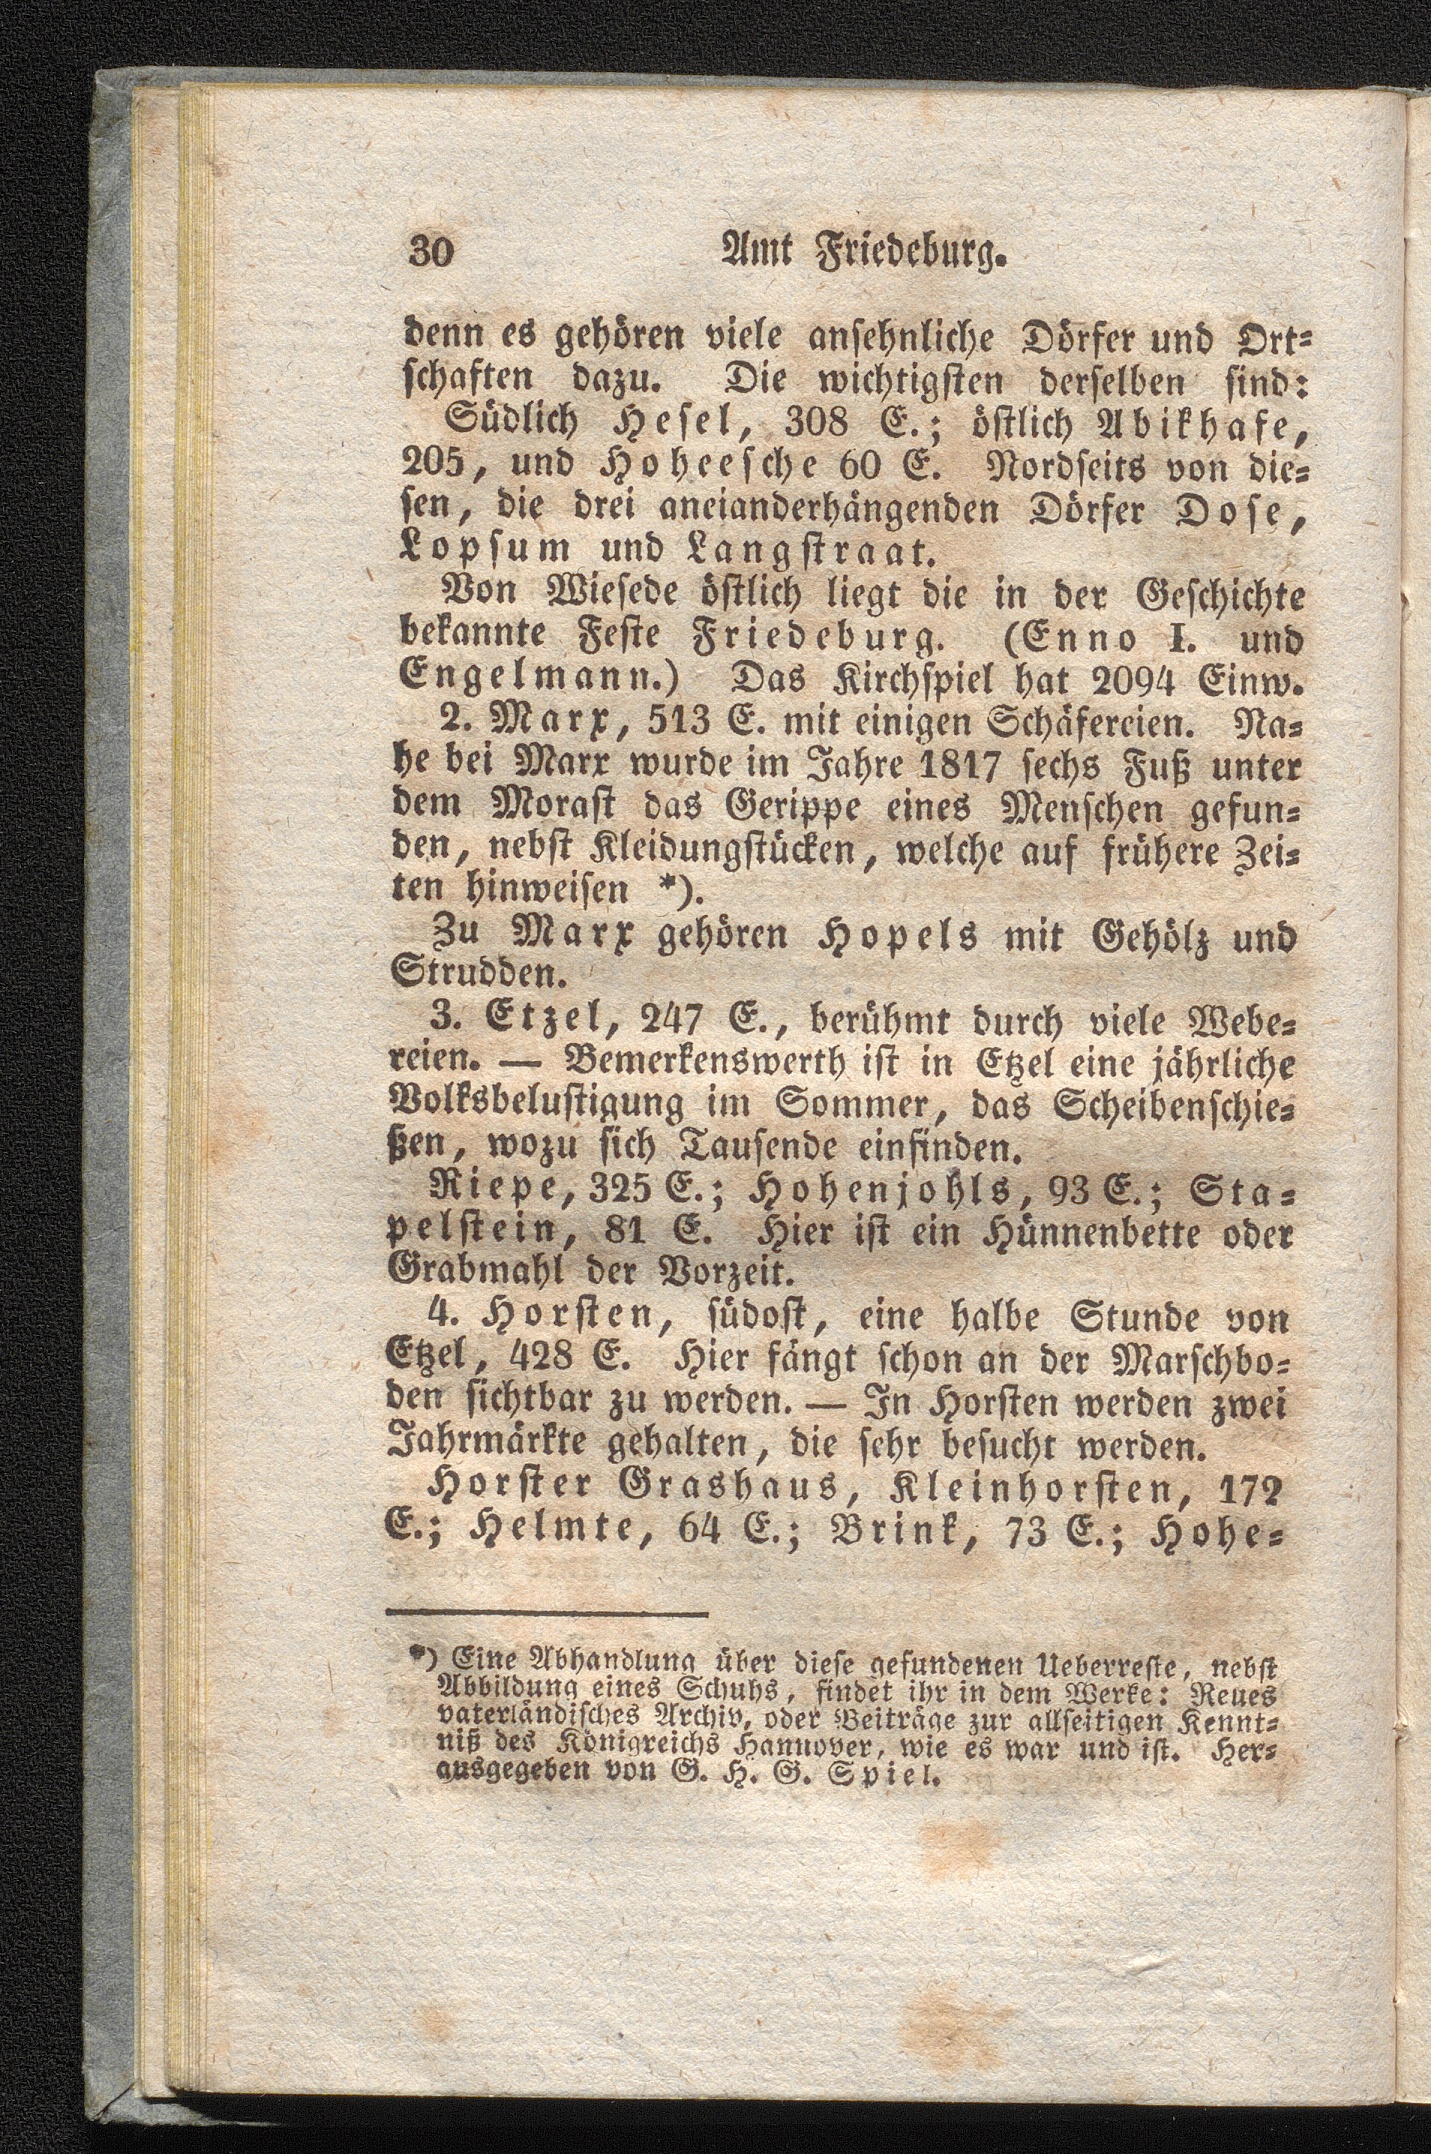 30 Amt Friedeburg.
denn es gehören viele ansehnliche Dörfer und Ort-
schaften dazu. Die wichtigsten derselben sind:
Südlich Hesel, 308 E.; östlich Abikhafe,
205, und Hoheesche 60 E. Nordseits von die-
sen, die drei aneianderhängenden Dörfer Dose,
Lopsum und Langstraat.
Von Wiesede östlich liegt die in der Geschichte
bekannte Feste Friedeburg. (Enno I. und
Engelmann.) Das Kirchspiel hat 2094 Einw.
2. Marx, 513 E. mit einigen Schäfereien. Na-
he bei Marx wurde im Jahre 1817 sechs Fuß unter
dem Morast das Gerippe eines Menschen gefun-
den, nebst Kleidungstücken, welche auf frühere Zei-
ten hinweisen *).
Zu Marx gehören Hopels mit Gehölz und
Strudden.
3. Etzel, 247 E., berühmt durch viele Webe-
reien. — Bemerkenswerth ist in Etzel eine jährliche
Volksbelustigung im Sommer, das Scheibenschie-
ßen, wozu sich Tausende einfinden.
Riepe, 325 E.; Hohenjohls, 93 E.; Sta-
pelstein, 81 E. Hier ist ein Hünnenbette oder
Grabmahl der Vorzeit.
4. Horsten, südost, eine halbe Stunde von
Etzel, 428 E. Hier fängt schon an der Marschbo-
den sichtbar zu werden. — In Horsten werden zwei
Jahrmärkte gehalten, die sehr besucht werden.
Horster Grashaus, Kleinhorsten, 172
E.; Helmte, 64 E.; Brink, 73 E.; Hohe-
*) Eine Abhandlung über diese gefundenen Ueberreste, nebst
Abbildung eines Schuhs, findet ihr in dem Werke: Neues
vaterländisches Archiv, oder Beiträge zur allseitigen Kennt-
niß des Königreichs Hannover, wie es war und ist. Her-
ausgegeben von G. H. G. Spiel.